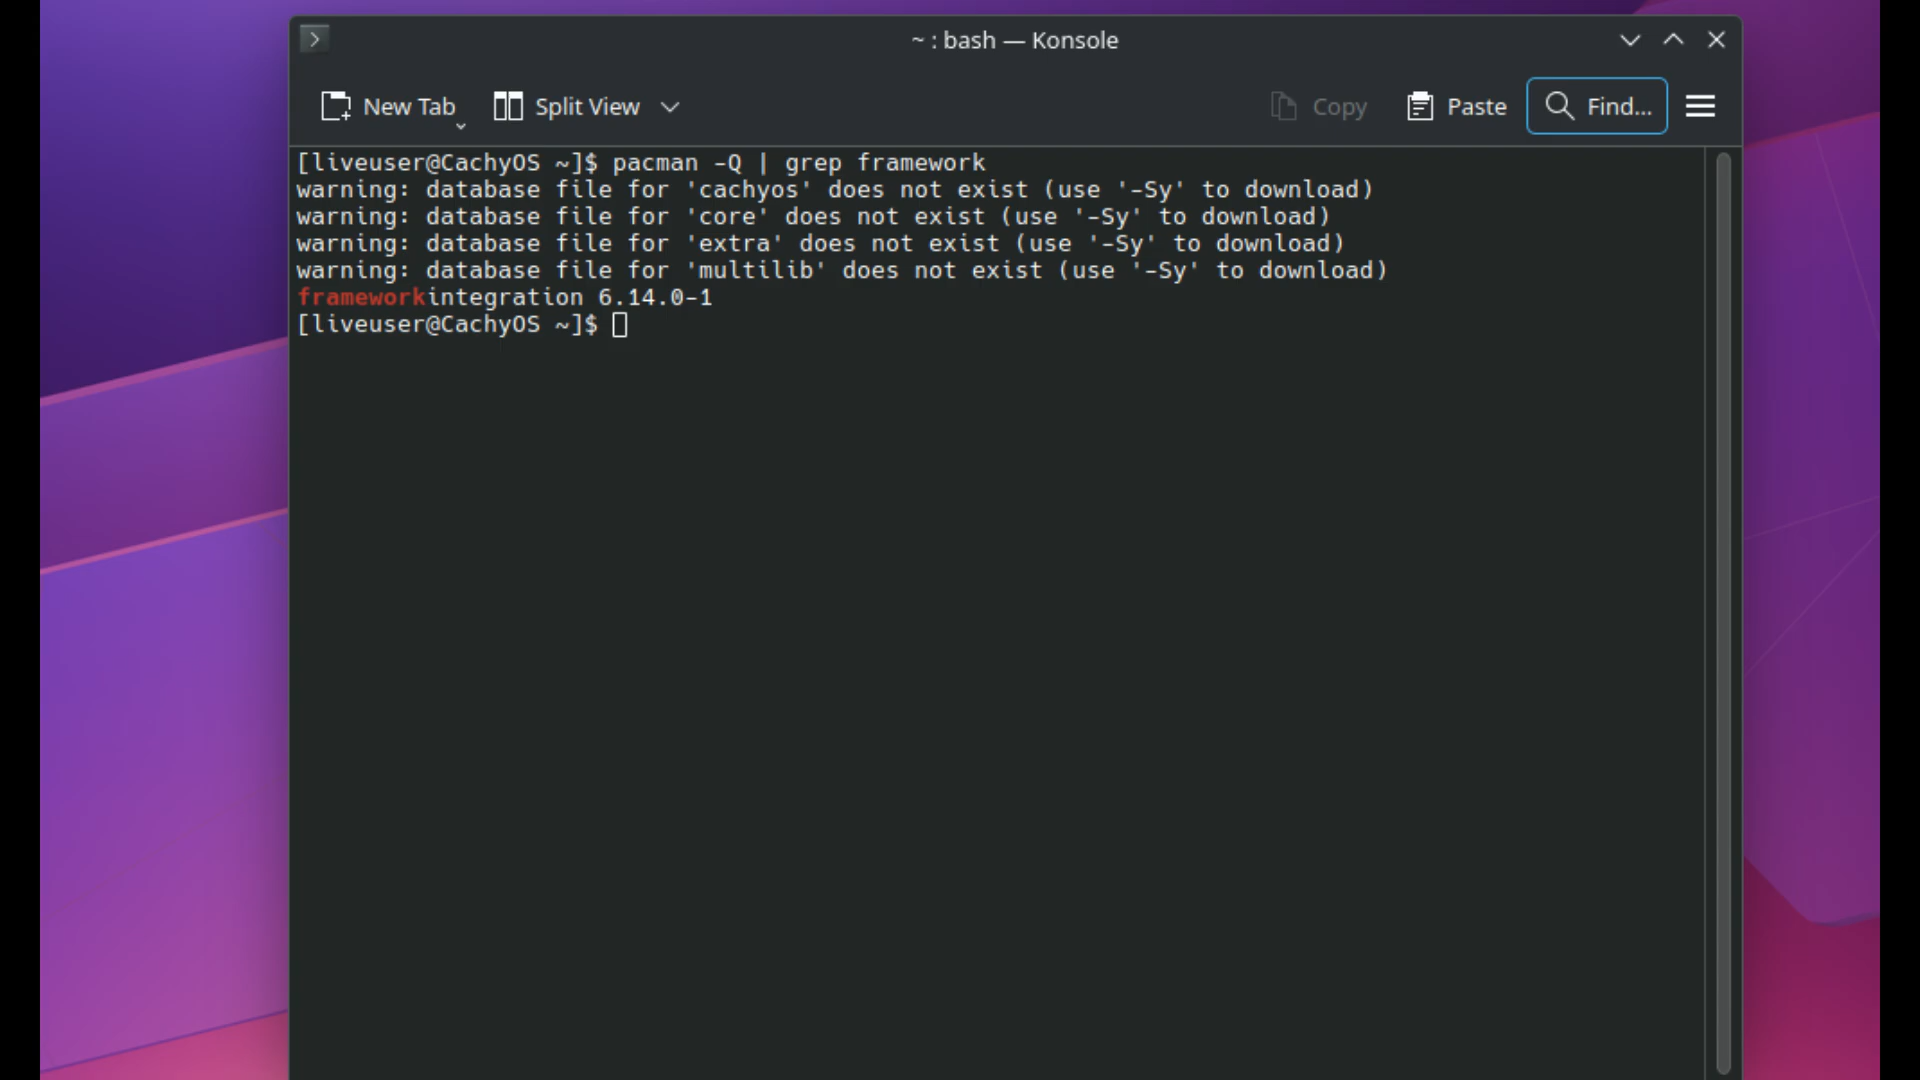 ~ : bash — Konsole
New Tab Split View Copy Paste Find...
[liveuser@CachyOS ~]$ pacman -Q | grep framework
warning: database file for 'cachyos' does not exist (use '-Sy' to download)
warning: database file for 'core' does not exist (use '-Sy' to download)
warning: database file for 'extra' does not exist (use '-Sy' to download)
warning: database file for 'multilib' does not exist (use '-Sy' to download)
frameworkintegration 6.14.0-1
[liveuser@CachyOS ~]$